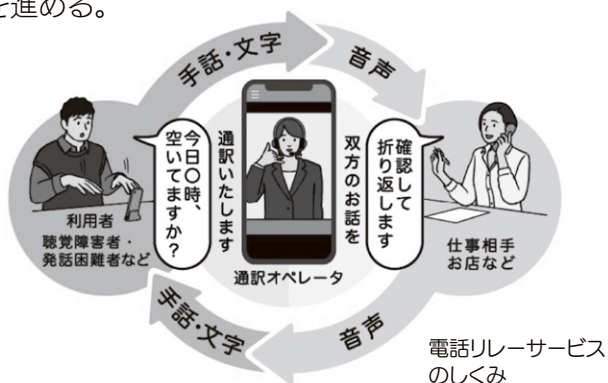 を進める。
手話・文字
音声
今日〇時、
空いてますか？
通訳いたします
双方のお話を
確認して
折り返します
利用者
聴覚障害者・
発話困難者など
通訳オペレータ
仕事相手
お店など
手話・文字
音声
電話リレーサービス
のしくみ